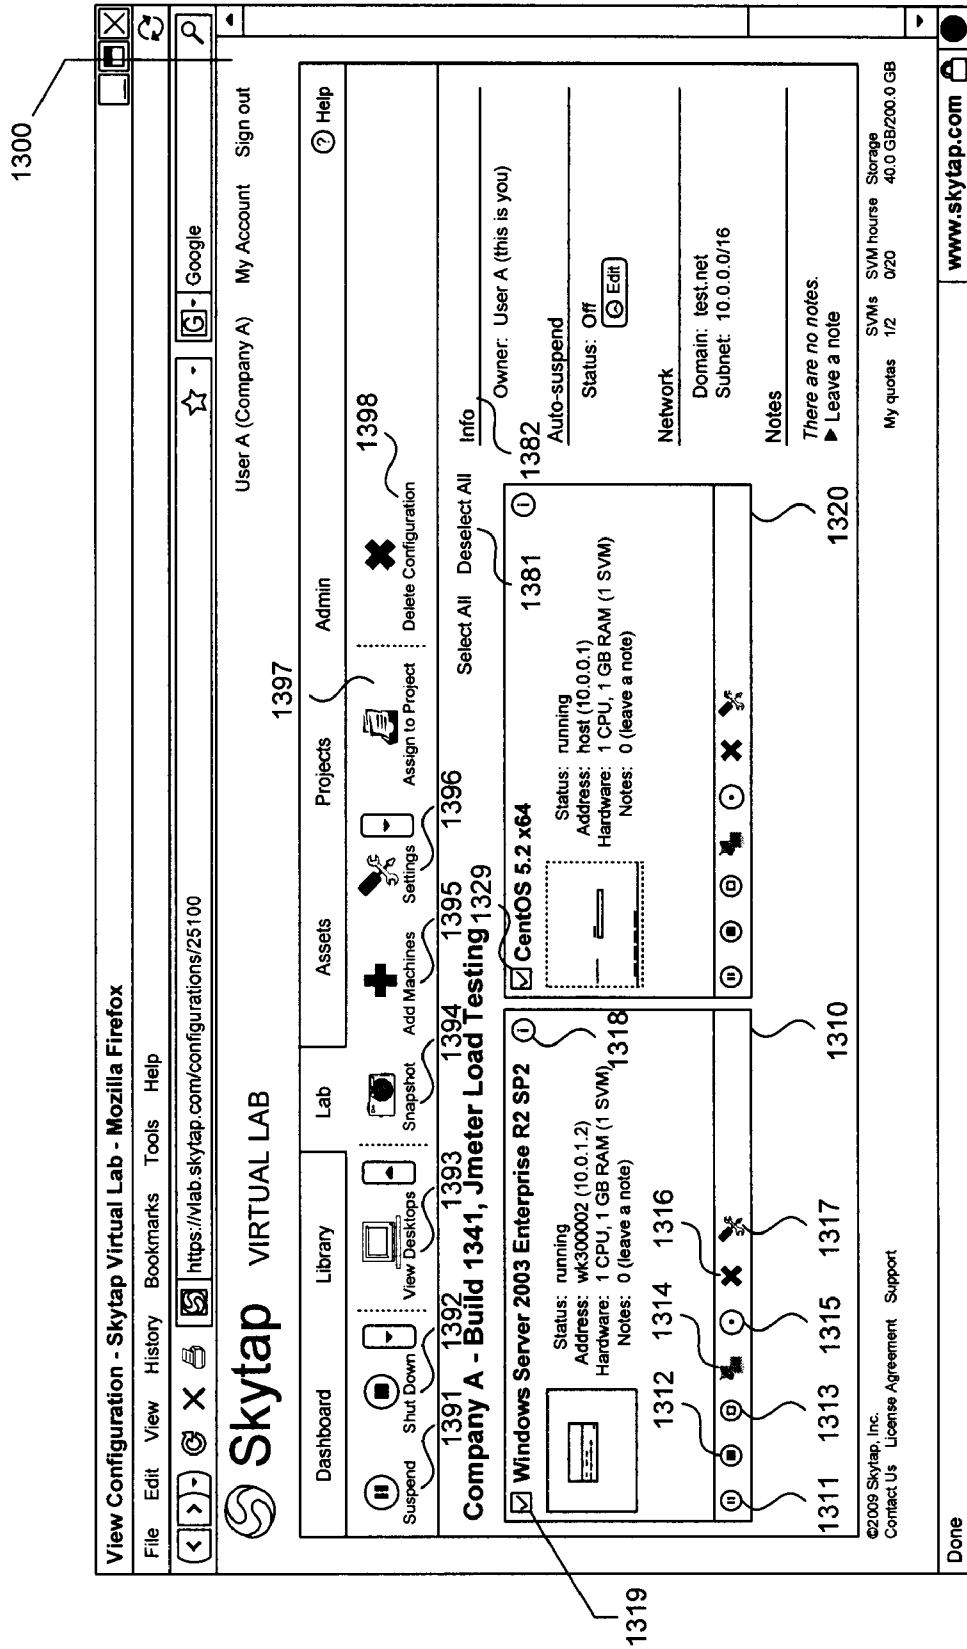 1300
View Configuration - Skytap Virtual Lab - Mozilla Firefox
File Edit View History Bookmarks Tools Help
https://vlab.skytap.com/configurations/25100
G Google
Skytap VIRTUAL LAB
User A (Company A) My Account Sign out
Dashboard Library Lab Assets Projects Admin ? Help
1397
1398
Suspend Shut Down View Desktops Snapshot Add Machines Settings Assign to Project Delete Configuration
1391 1392 1393 1394 1395 1396
Company A - Build 1341, Jmeter Load Testing
1329
Select All Deselect All
1381
1382
Windows Server 2003 Enterprise R2 SP2
Status: running
Address: wk300002 (10.0.1.2)
Hardware: 1 CPU, 1 GB RAM (1 SVM)
Notes: 0 (leave a note)
1318
1312 1314 1316
1311 1313 1315 1317
1319
1310
CentOS 5.2 x64
Status: running
Address: host (10.0.0.1)
Hardware: 1 CPU, 1 GB RAM (1 SVM)
Notes: 0 (leave a note)
1320
Info
Owner: User A (this is you)
Auto-suspend
Status: Off
Edit
Network
Domain: test.net
Subnet: 10.0.0.0/16
Notes
There are no notes.
Leave a note
©2009 Skytap, Inc.
Contact Us License Agreement Support
My quotas
SVMs
1/2
SVM hourse
0/20
Storage
40.0 GB/200.0 GB
Done
www.skytap.com